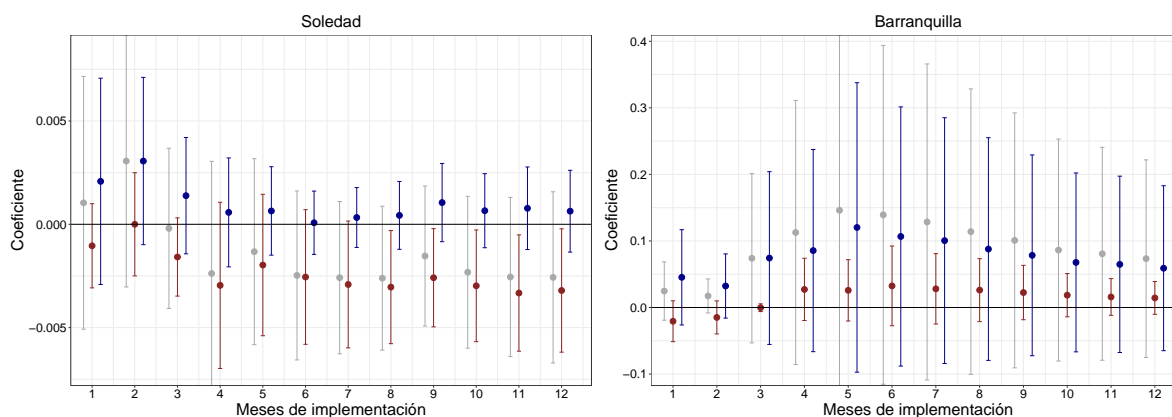 Soledad
Coeficiente
0.005
0.000
−0.005
1 2 3 4 5 6 7 8 9 10 11 12
Meses de implementación
Barranquilla
Coeficiente
0.4
0.3
0.2
0.1
0.0
−0.1
1 2 3 4 5 6 7 8 9 10 11 12
Meses de implementación